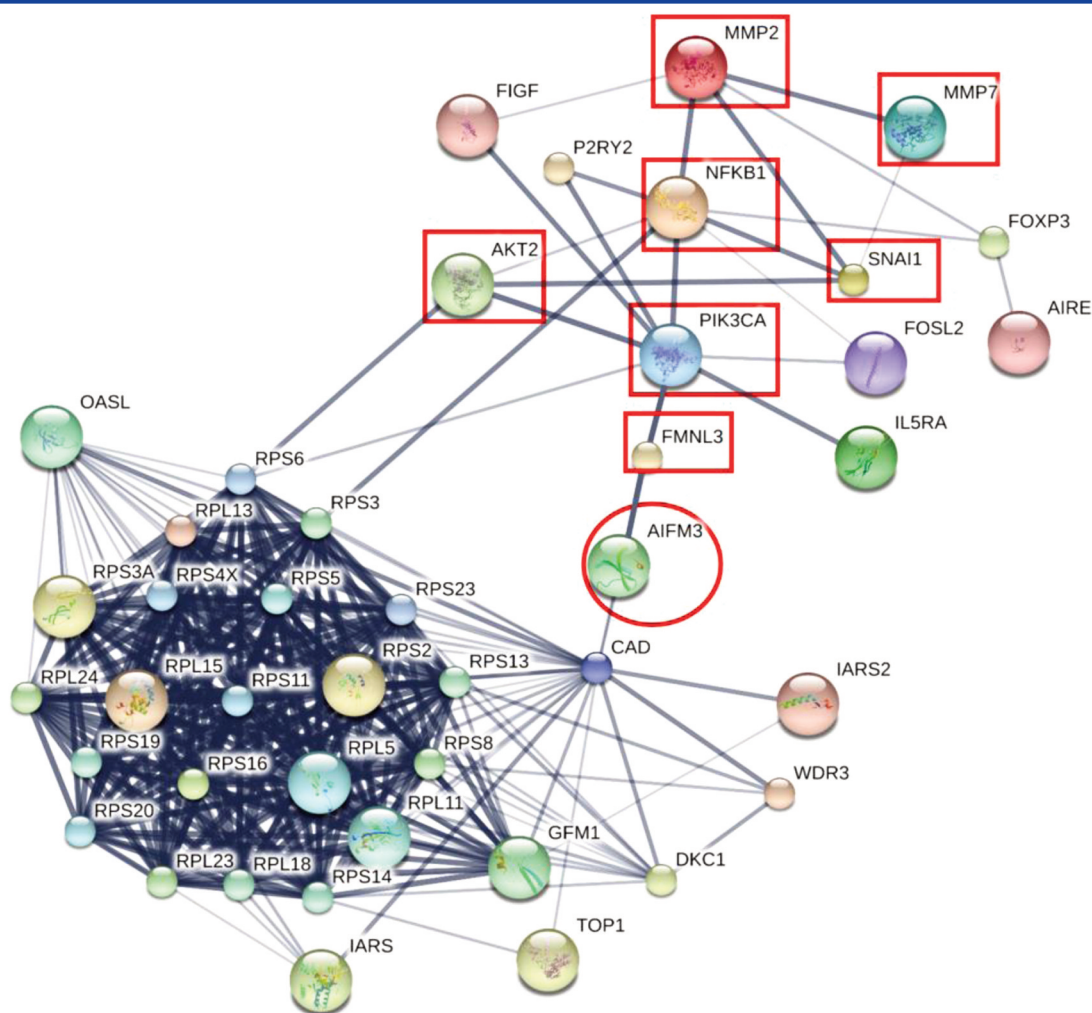 MMP2
FIGF
MMP7
P2RY2
NFKB1
FOXP3
AKT2
SNAI1
PIK3CA
FOSL2
AIRE
OASL
IL5RA
FMNL3
RPS6
RPS3
RPL13
AIFM3
RPS3A
RPS4X
RPS5
RPS23
CAD
RPS2
RPS13
RPL15
RPL24
RPS11
IARS2
RPS19
RPL5
RPS8
RPS16
WDR3
RPS20
RPL11
GFM1
RPL23
RPL18
DKC1
RPS14
TOP1
IARS